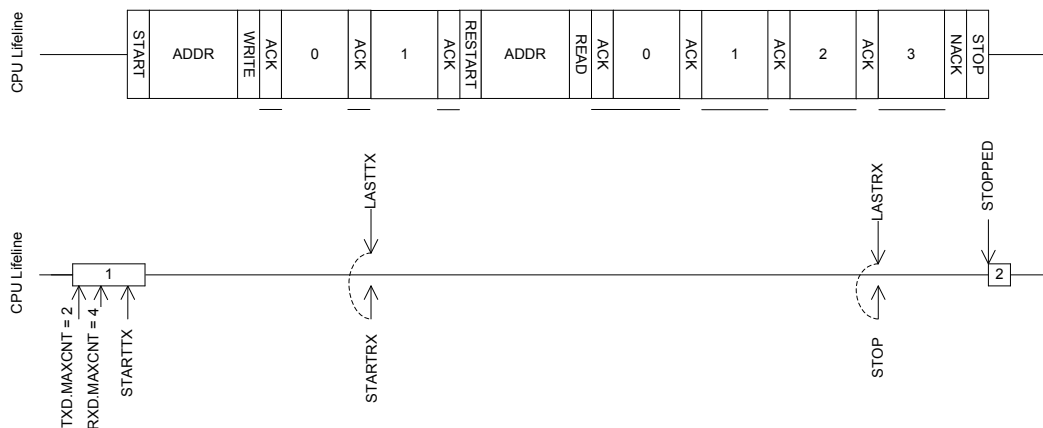 CPU Lifeline
START
ADDR
WRITE
ACK
0
ACK
1
ACK
RESTART
ADDR
READ
ACK
0
ACK
1
ACK
2
ACK
3
NACK
STOP
CPU Lifeline
LASTTX
LASTRX
STOPPED
1
2
TXD.MAXCNT = 2
RXD.MAXCNT = 4
STARTTX
STARTRX
STOP